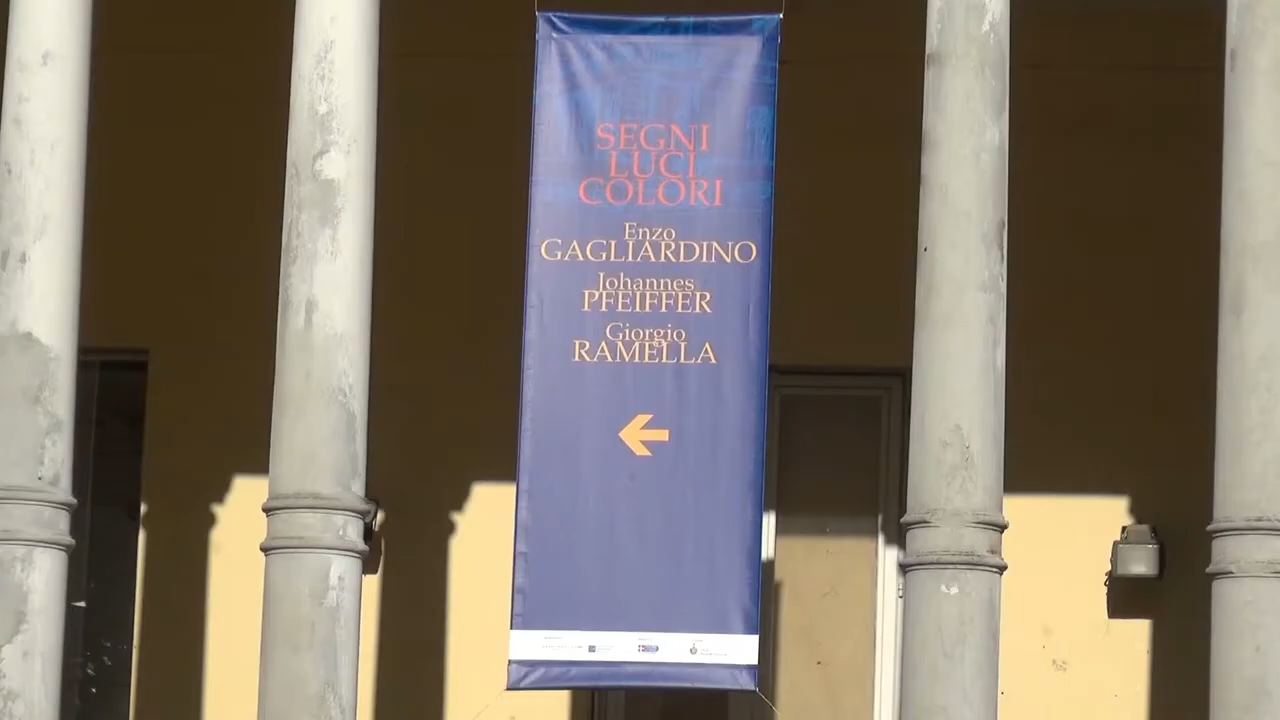 SEGNI
LUCI
COLORI
Enzo
GAGLIARDINO
Johannes
PFEIFFER
Giorgio
RAMELLA